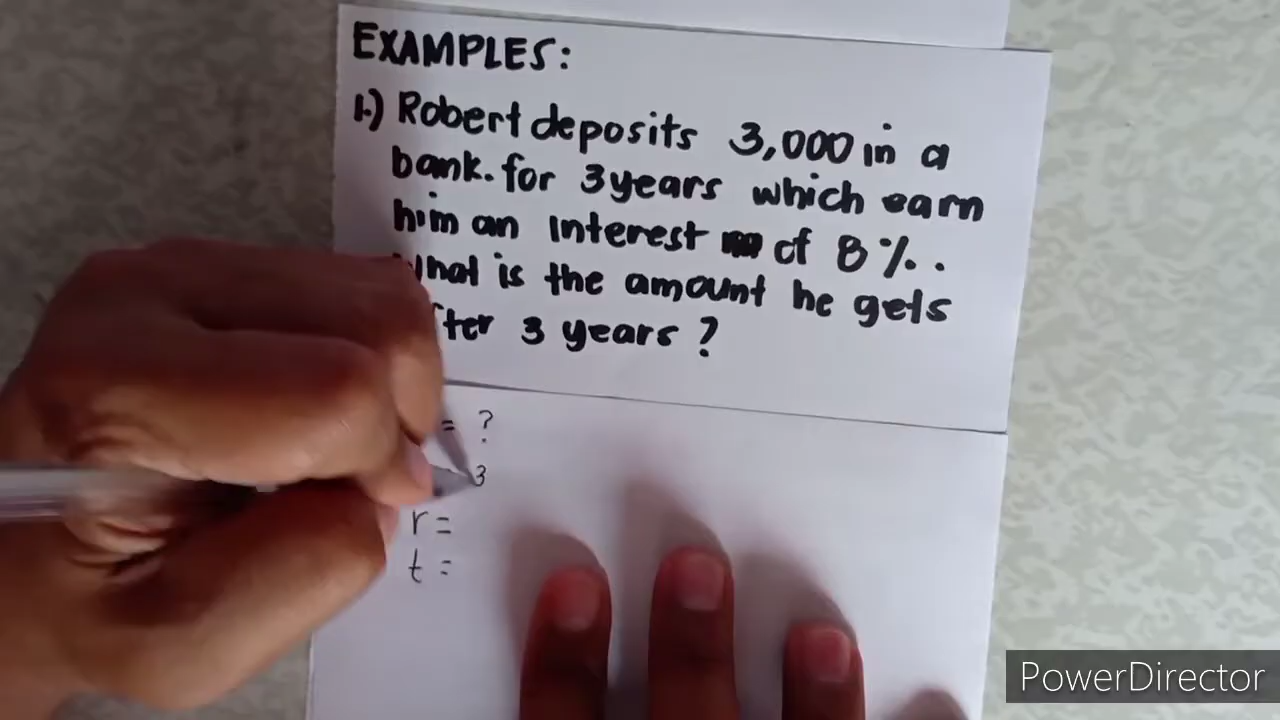 EXAMPLES:
1.) Robert deposits 3,000 in a
bank. for 3 years which earn
him an interest of 8%.
is the amount he gets
3 years ?
= ?
3
r =
t =
PowerDirector